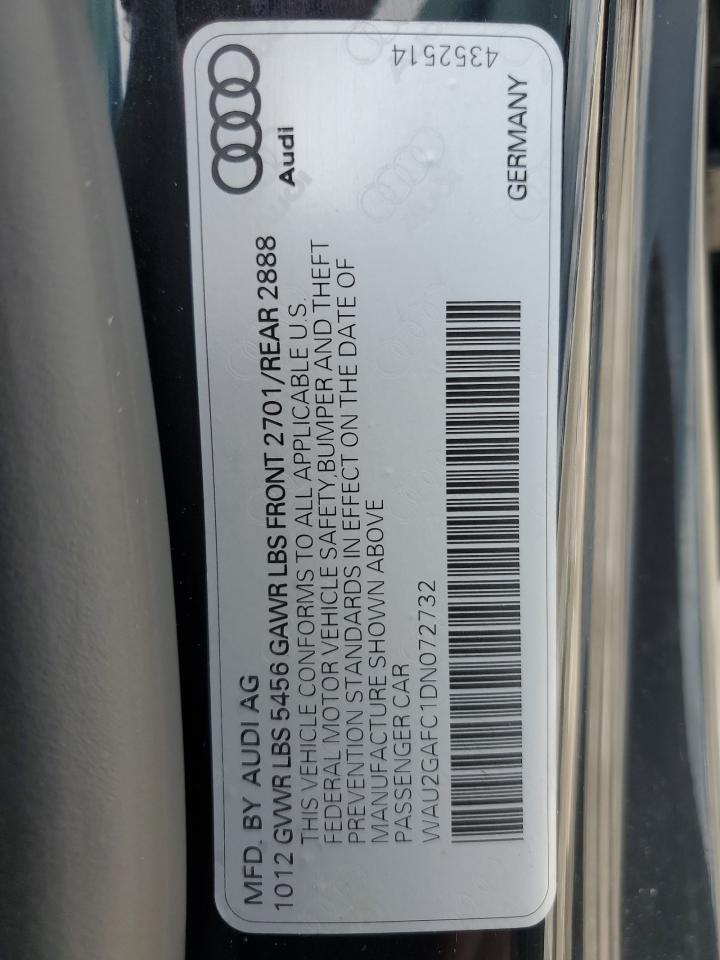 MFD. BY AUDI AG
1012 GVWR LBS 5456 GAWR LBS FRONT 2701/REAR 2888
THIS VEHICLE CONFORMS TO ALL APPLICABLE U.S.
FEDERAL MOTOR VEHICLE SAFETY,BUMPER AND THEFT
PREVENTION STANDARDS IN EFFECT ON THE DATE OF
MANUFACTURE SHOWN ABOVE
PASSENGER CAR
WAU2GAFC1DN072732
Audi
4352514
GERMANY